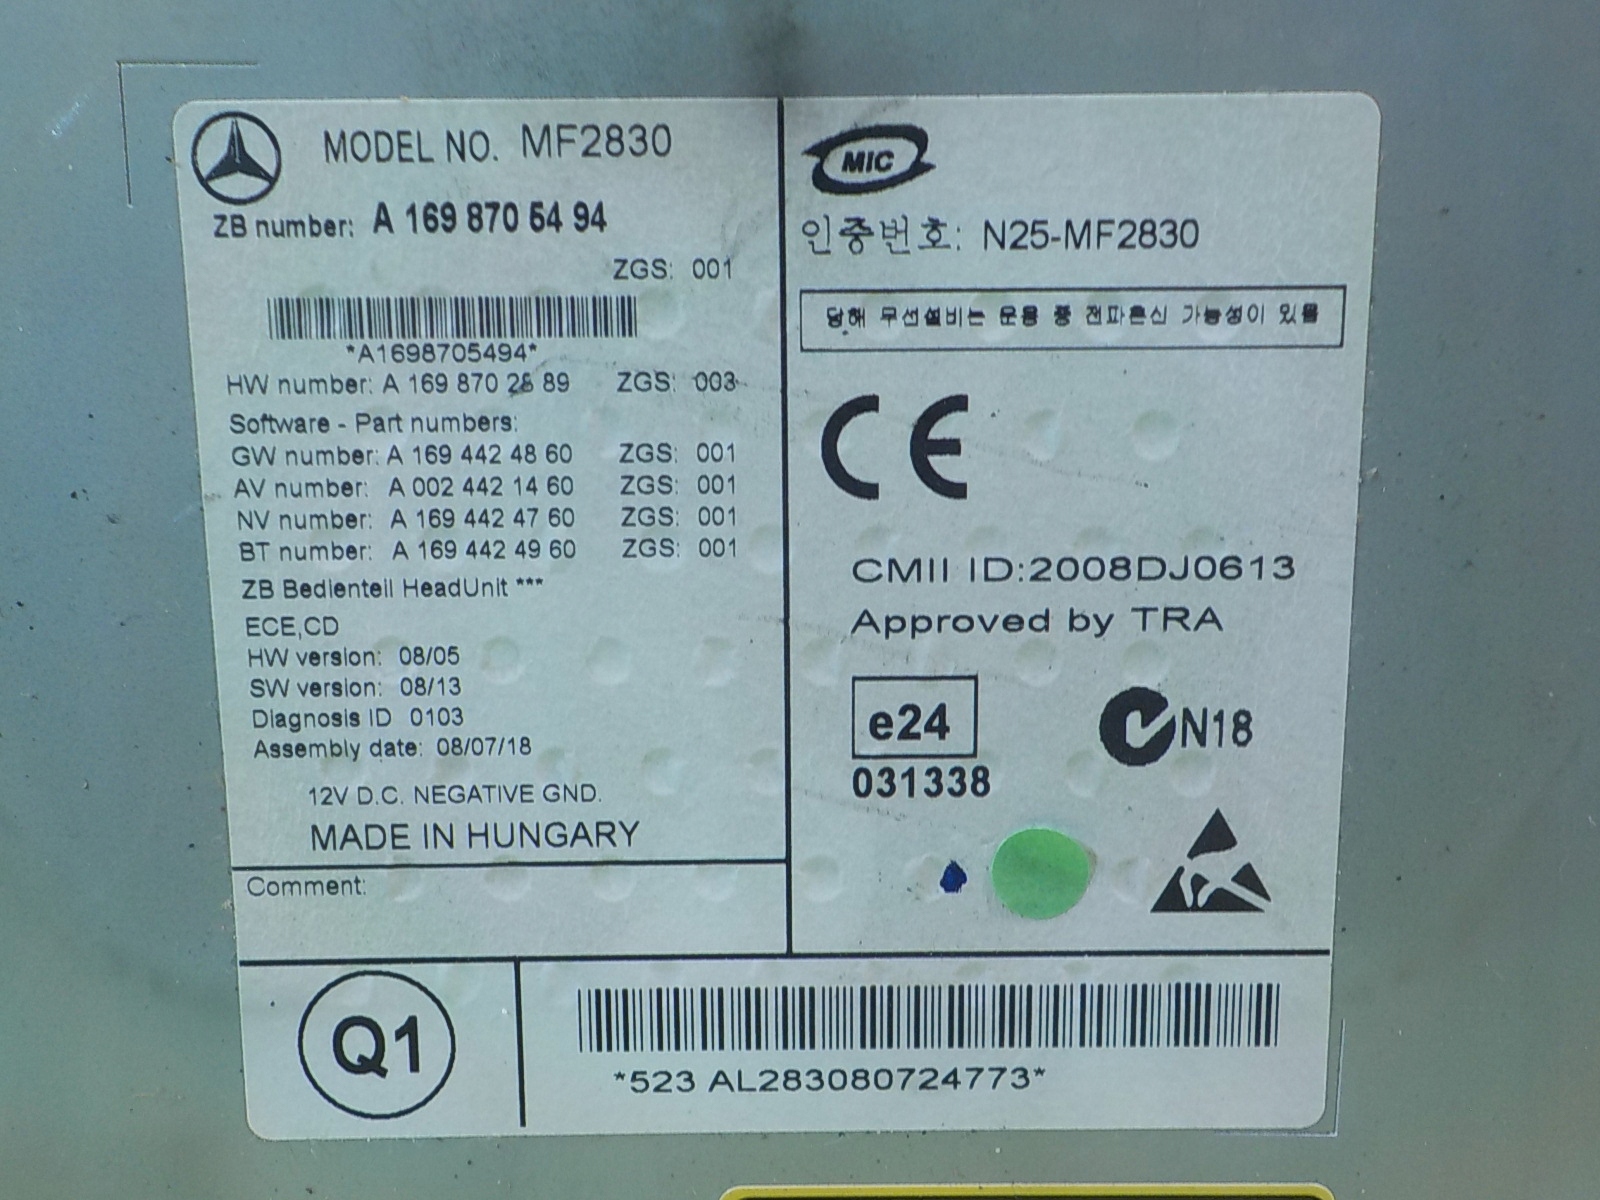 MODEL NO. MF2830
ZB number: A 169 870 54 94
ZGS: 001
*A1698705494*
HW number: A 169 870 28 89 ZGS: 003
Software - Part numbers:
GW number: A 169 442 48 60 ZGS: 001
AV number: A 002 442 14 60 ZGS: 001
NV number: A 169 442 47 60 ZGS: 001
BT number: A 169 442 49 60 ZGS: 001
ZB Bedienteil HeadUnit ***
ECE,CD
HW version: 08/05
SW version: 08/13
Diagnosis ID 0103
Assembly date: 08/07/18
12V D.C. NEGATIVE GND.
MADE IN HUNGARY
Comment:
MIC
인증번호: N25-MF2830
당해 무선설비는 운용 중 전파혼신 가능성이 있음
CE
CMII ID:2008DJ0613
Approved by TRA
e24
031338
N18
Q1
*523 AL283080724773*